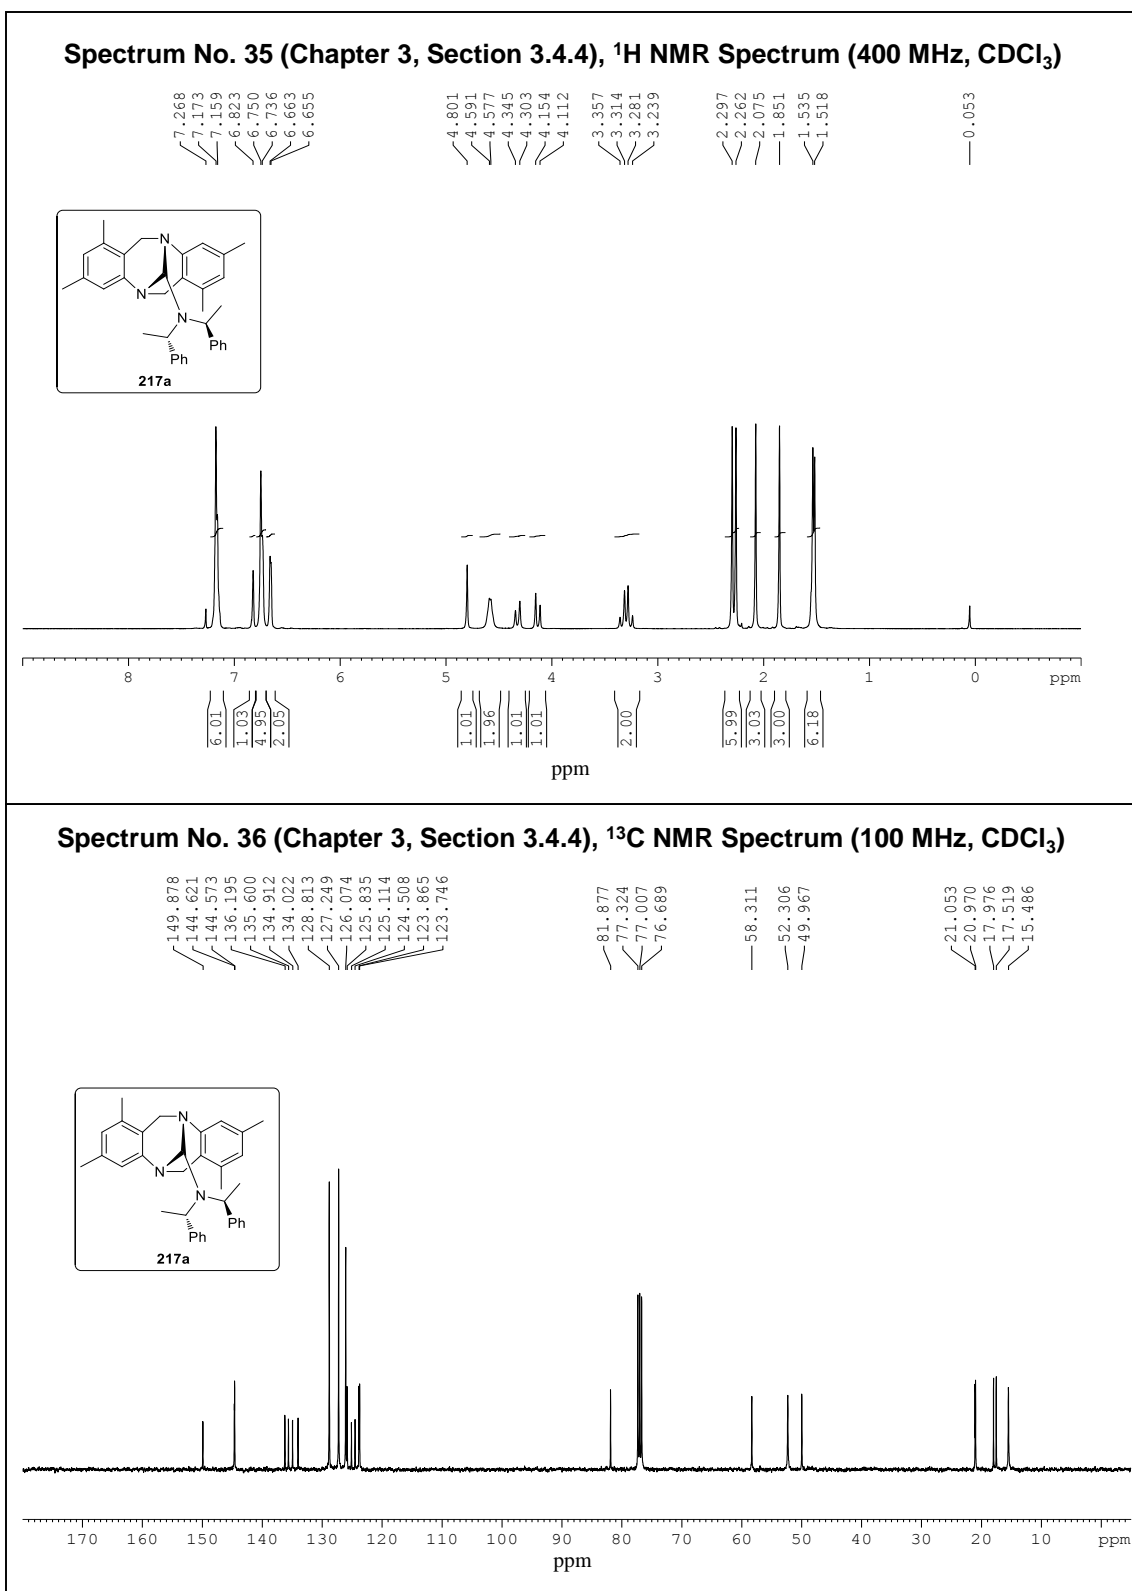 Spectrum No. 35 (Chapter 3, Section 3.4.4), ¹H NMR Spectrum (400 MHz, CDCl₃)
7.268
7.173
7.159
6.823
6.750
6.736
6.663
6.655
4.801
4.591
4.577
4.345
4.303
4.154
4.112
3.357
3.314
3.281
3.239
2.297
2.262
2.075
1.851
1.535
1.518
0.053
N
N
N
Ph
Ph
217a
8 7 6 5 4 3 2 1 0 ppm
6.01 1.03 4.95 2.05 1.01 1.96 1.01 1.01 2.00 5.99 3.03 3.00 6.18
ppm
Spectrum No. 36 (Chapter 3, Section 3.4.4), ¹³C NMR Spectrum (100 MHz, CDCl₃)
149.878
144.621
144.573
136.195
135.600
134.912
134.022
128.813
127.249
126.074
125.835
125.114
124.508
123.865
123.746
81.877
77.324
77.007
76.689
58.311
52.306
49.967
21.053
20.970
17.976
17.519
15.486
N
N
N
Ph
Ph
217a
170 160 150 140 130 120 110 100 90 80 70 60 50 40 30 20 10 ppm
ppm